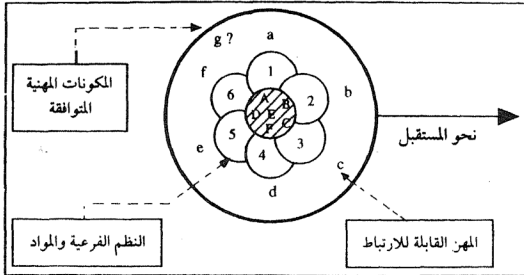 g ?
a
المكونات المهنية
المتوافقة
f
1
b
6
A
B
2
D
E
نحو المستقبل
5
F
C
3
e
4
c
d
النظم الفرعية والمواد
المهن القابلة للارتباط